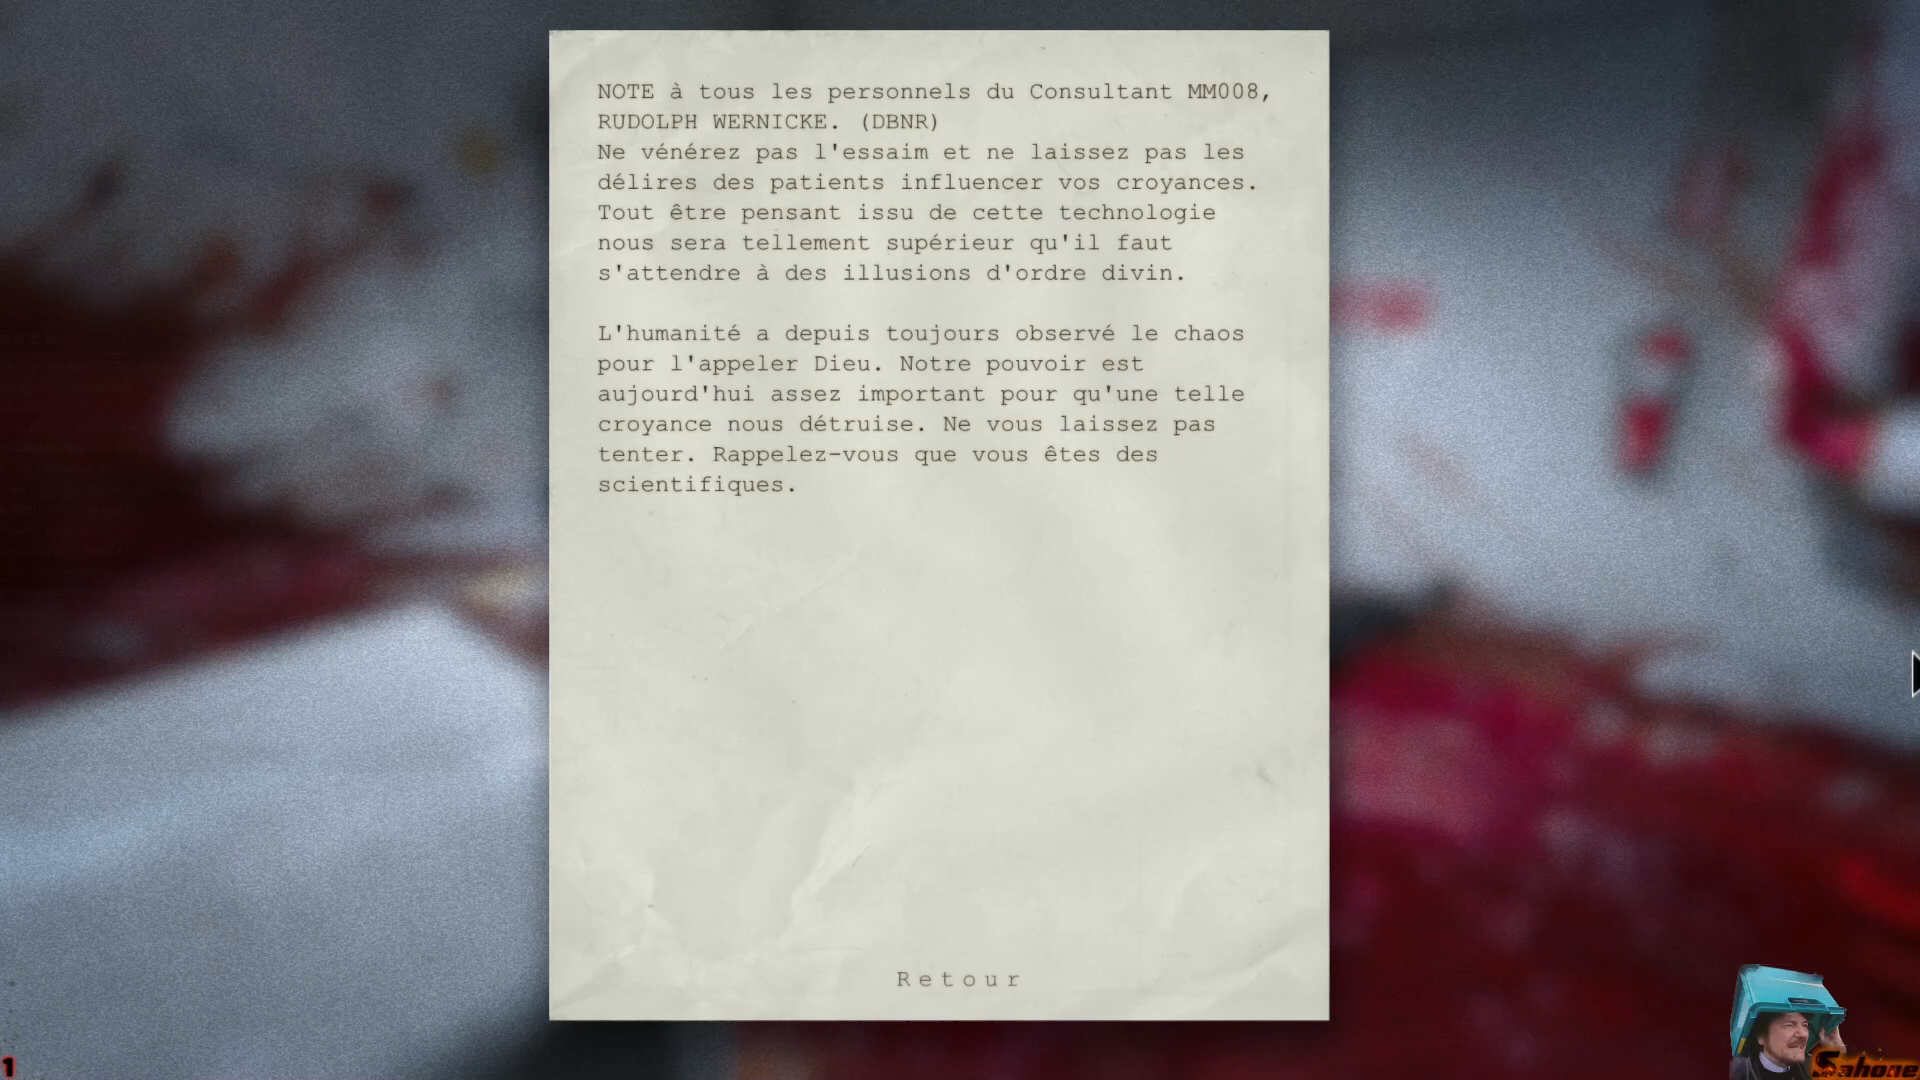 NOTE à tous les personnels du Consultant MM008,
RUDOLPH WERNICKE. (DBNR)
Ne vénérez pas l'essaim et ne laissez pas les
délires des patients influencer vos croyances.
Tout être pensant issu de cette technologie
nous sera tellement supérieur qu'il faut
s'attendre à des illusions d'ordre divin.
L'humanité a depuis toujours observé le chaos
pour l'appeler Dieu. Notre pouvoir est
aujourd'hui assez important pour qu'une telle
croyance nous détruise. Ne vous laissez pas
tenter. Rappelez-vous que vous êtes des
scientifiques.
Retour
1
Sahone